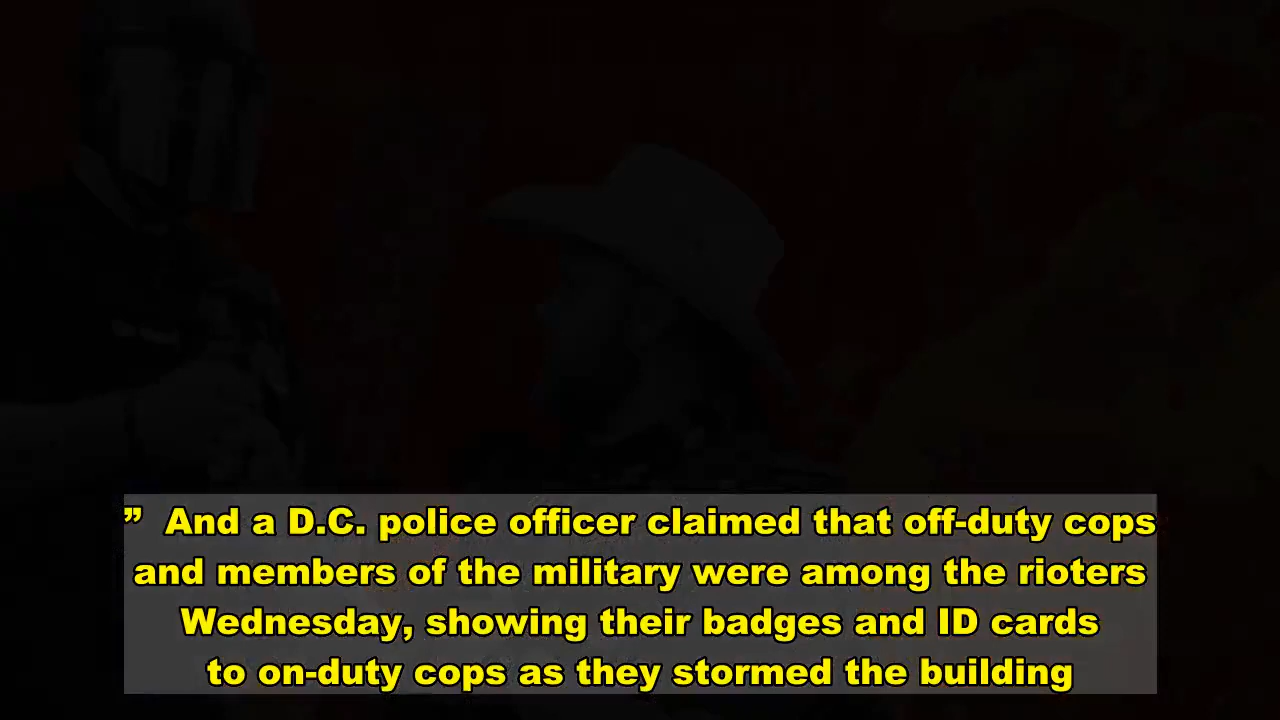 ” And a D.C. police officer claimed that off-duty cops
and members of the military were among the rioters
Wednesday, showing their badges and ID cards
to on-duty cops as they stormed the building